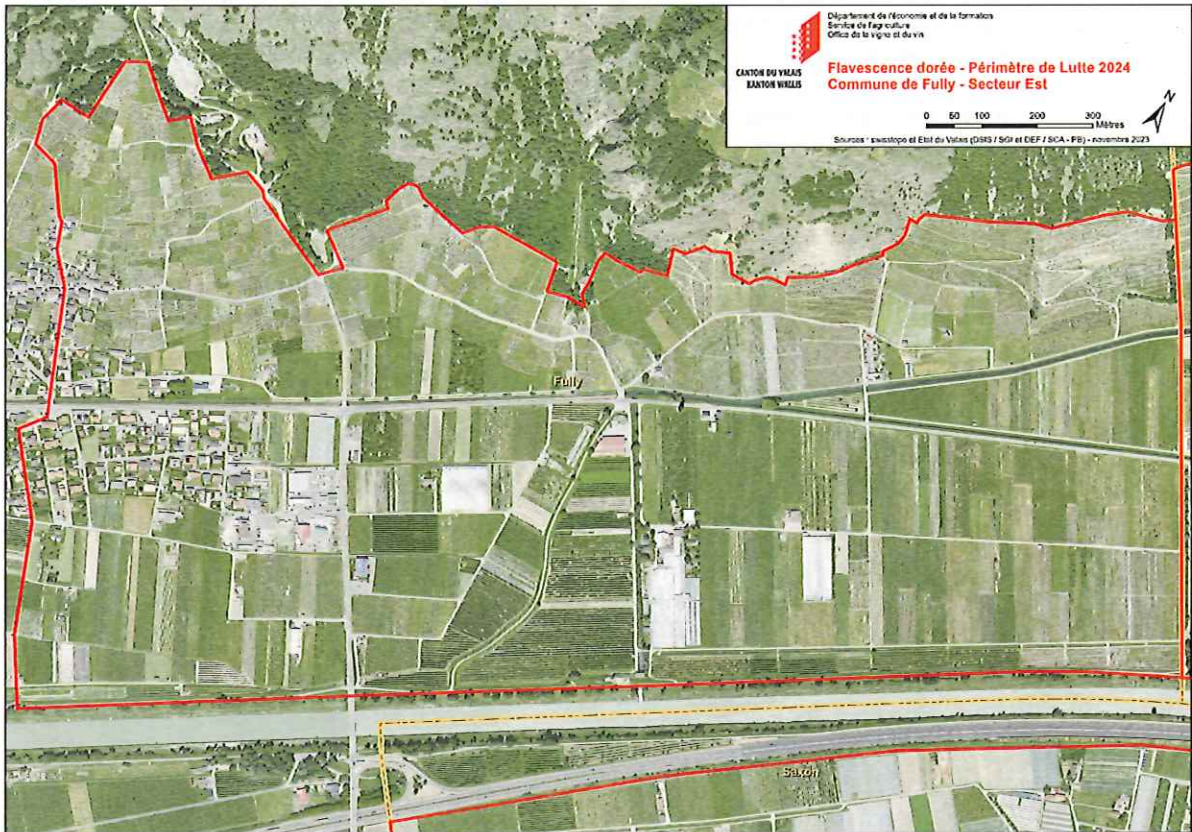 Département de l'économie et de la formation
Service de l'agriculture
Office de la vigne et du vin
CANTON DU VALAIS
KANTON WALLIS
Flavescence dorée - Périmètre de Lutte 2024
Commune de Fully - Secteur Est
N
0 50 100 200 300
Mètres
Sources : swisstopo et Etat du Valais (DSIS / SGI et DEF / SCA - PB) - novembre 2023
Fully
Saxon